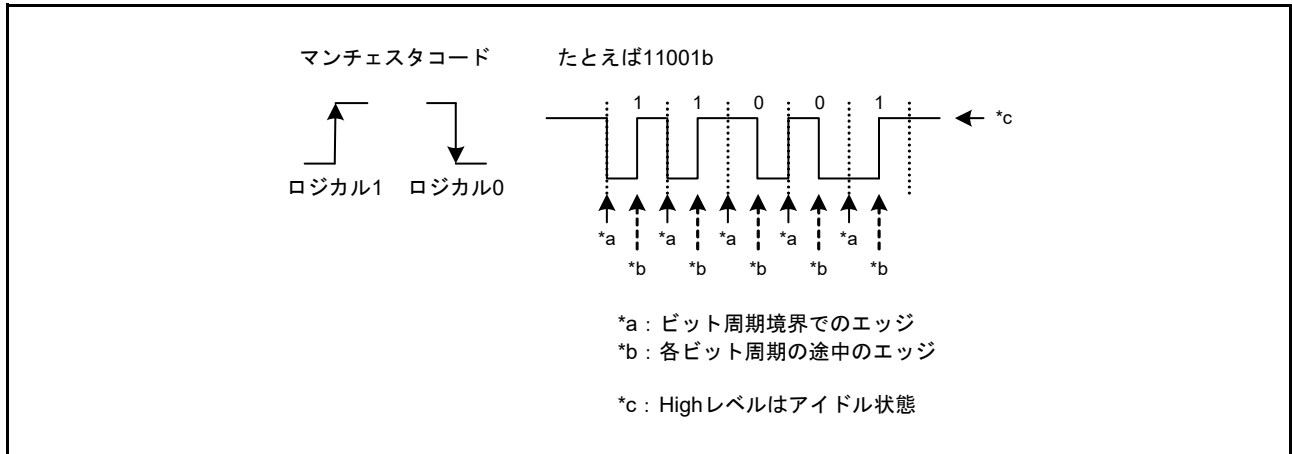 マンチェスタコード
たとえば11001b
1 1 0 0 1
*c
ロジカル1 ロジカル0
*a *a *a *a *a
*b *b *b *b *b
*a：ビット周期境界でのエッジ
*b：各ビット周期の途中のエッジ
*c：Highレベルはアイドル状態